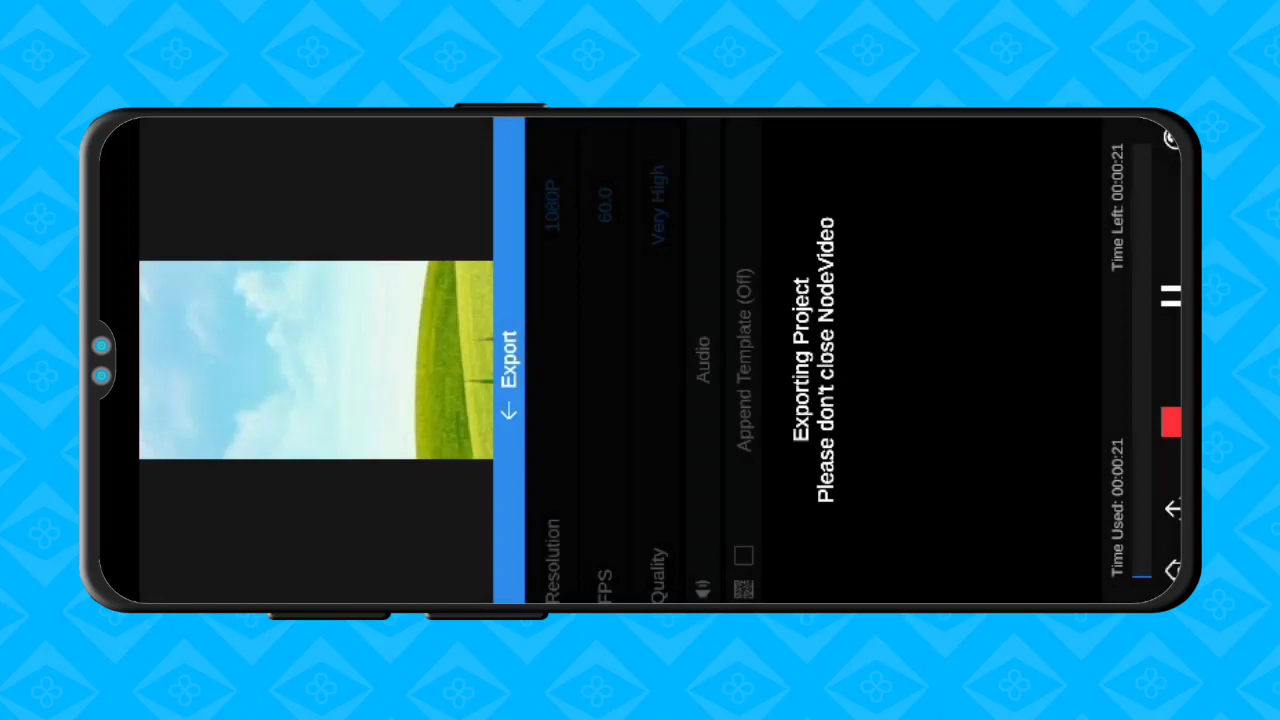 ← Export
Resolution 1080P
FPS 60.0
Quality Very High
Audio
Append Template (Off)
Exporting Project
Please don't close NodeVideo
Time Used: 00:00:21 Time Left: 00:00:21